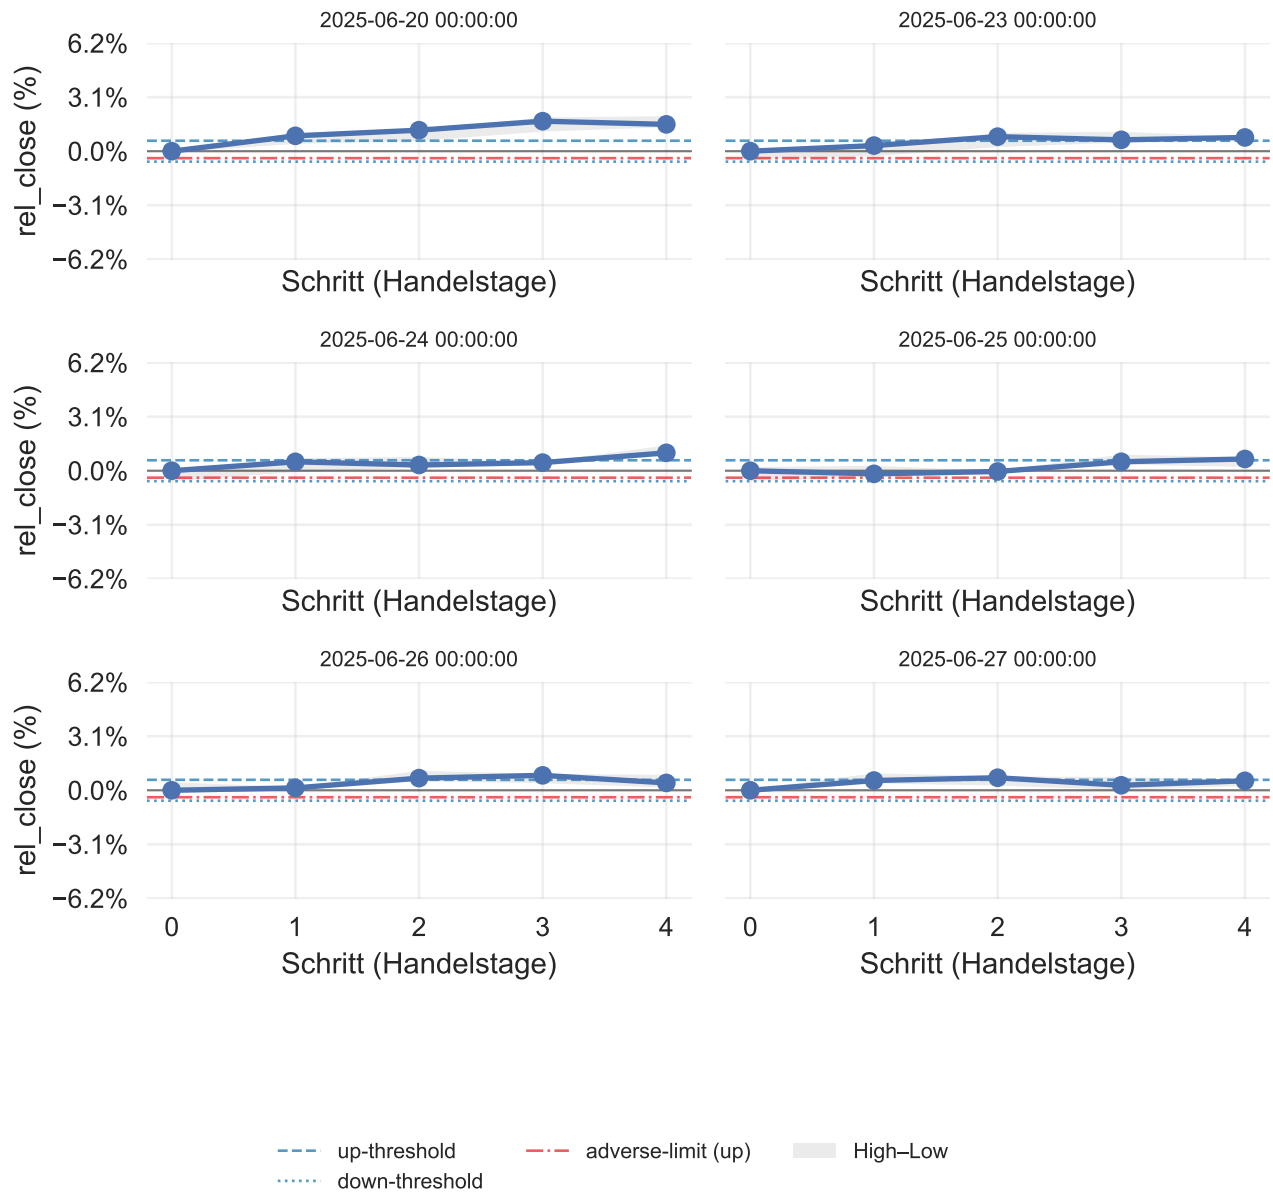 2025-06-20 00:00:00
2025-06-23 00:00:00
6.2%
3.1%
0.0%
−3.1%
−6.2%
rel_close (%)
Schritt (Handelstage)
Schritt (Handelstage)
2025-06-24 00:00:00
2025-06-25 00:00:00
6.2%
3.1%
0.0%
−3.1%
−6.2%
rel_close (%)
Schritt (Handelstage)
Schritt (Handelstage)
2025-06-26 00:00:00
2025-06-27 00:00:00
6.2%
3.1%
0.0%
−3.1%
−6.2%
rel_close (%)
0 1 2 3 4
0 1 2 3 4
Schritt (Handelstage)
Schritt (Handelstage)
up-threshold
adverse-limit (up)
High–Low
down-threshold